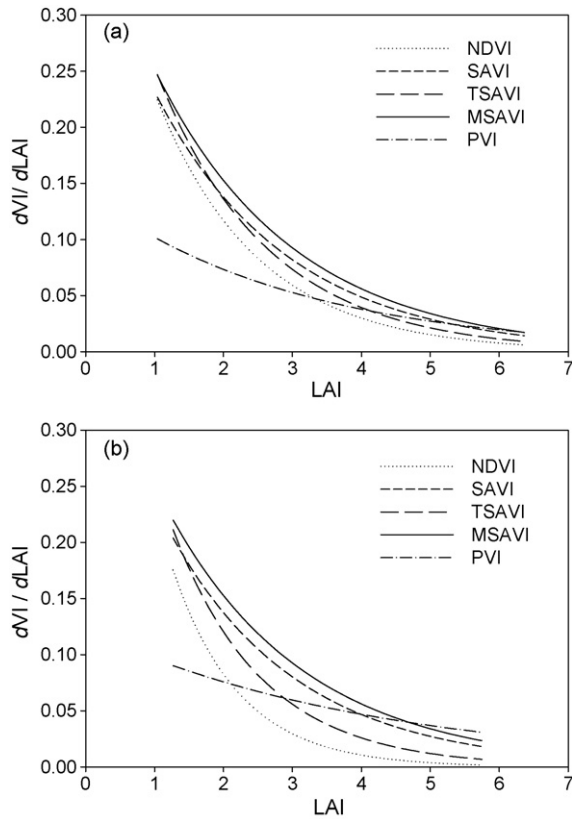 (a)
NDVI
SAVI
TSAVI
MSAVI
PVI
dVI/ dLAI
0.30
0.25
0.20
0.15
0.10
0.05
0.00
0 1 2 3 4 5 6 7
LAI
(b)
NDVI
SAVI
TSAVI
MSAVI
PVI
dVI / dLAI
0.30
0.25
0.20
0.15
0.10
0.05
0.00
0 1 2 3 4 5 6 7
LAI